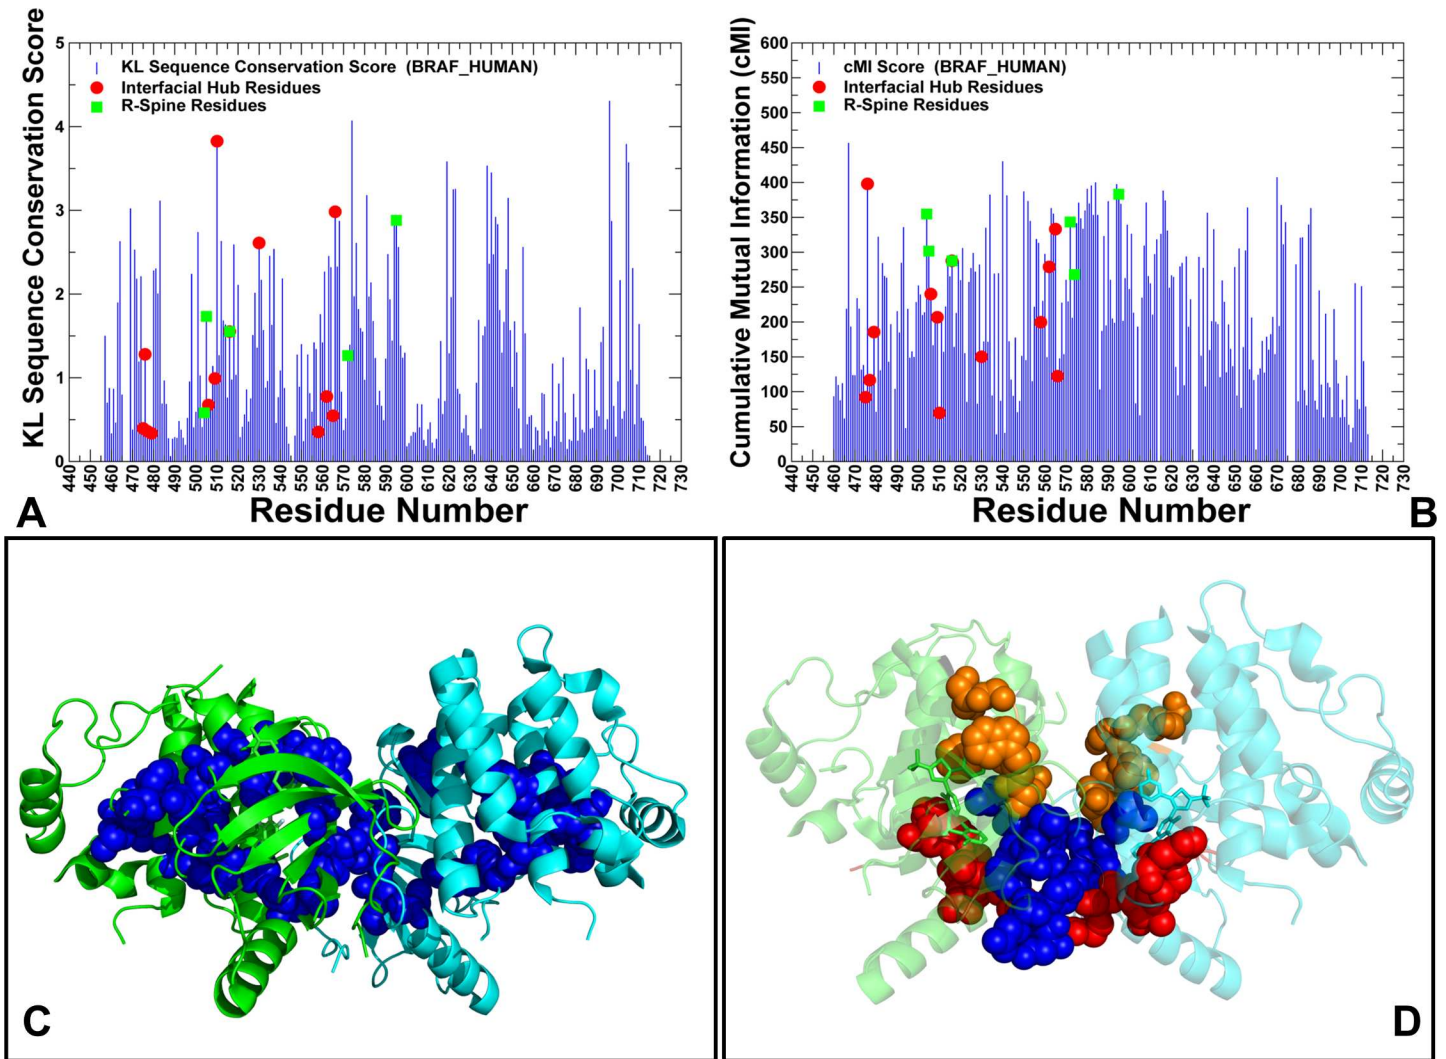 KL Sequence Conservation Score
5
4
3
2
1
0
KL Sequence Conservation Score (BRAF_HUMAN)
Interfacial Hub Residues
R-Spine Residues
440 450 460 470 480 490 500 510 520 530 540 550 560 570 580 590 600 610 620 630 640 650 660 670 680 690 700 710 720 730
Residue Number
A
Cumulative Mutual Information (cMI)
600
550
500
450
400
350
300
250
200
150
100
50
0
cMI Score (BRAF_HUMAN)
Interfacial Hub Residues
R-Spine Residues
440 450 460 470 480 490 500 510 520 530 540 550 560 570 580 590 600 610 620 630 640 650 660 670 680 690 700 710 720 730
Residue Number
B
C
D